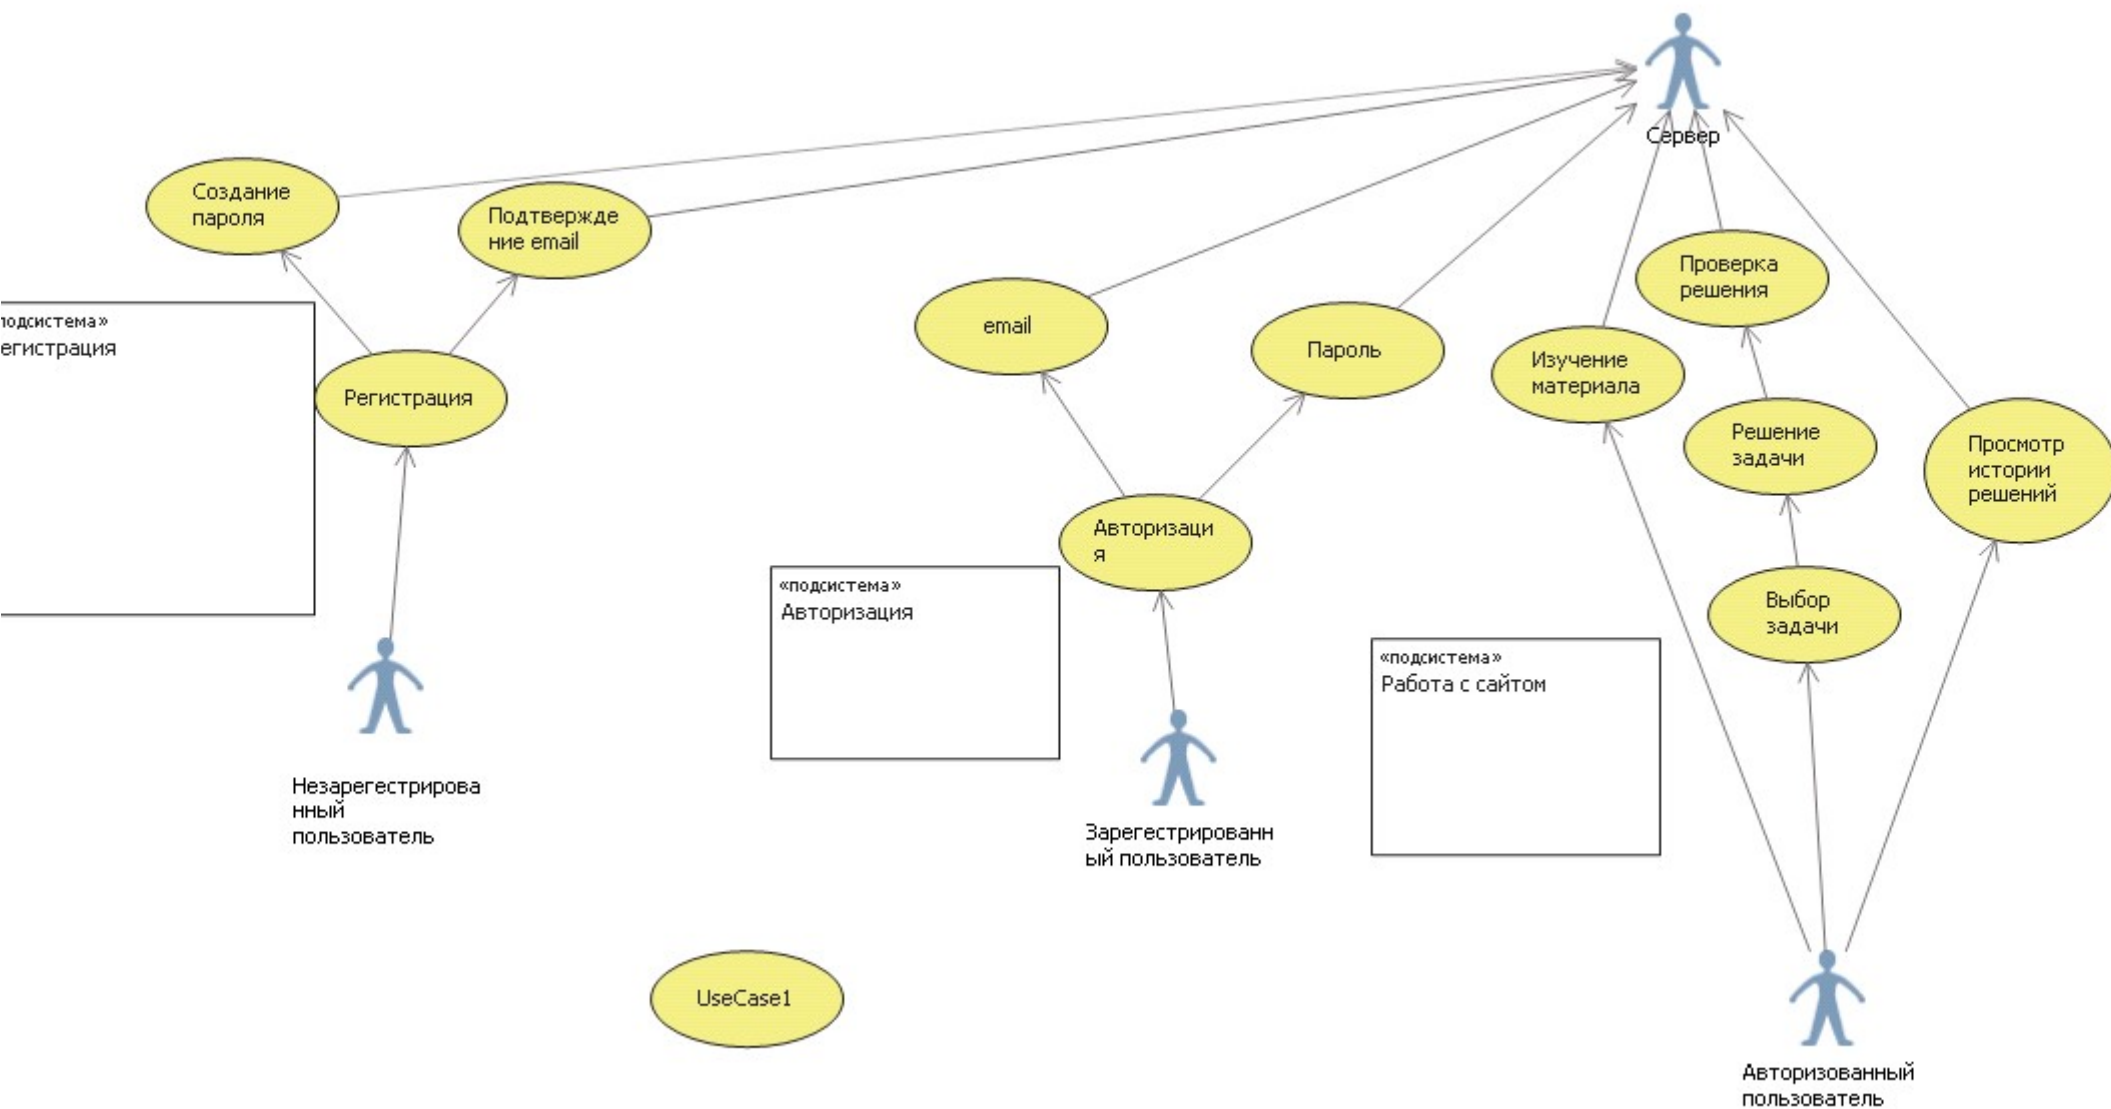 Сервер
Создание
пароля
Подтвержде
ние email
Проверка
решения
email
Пароль
Изучение
материала
подсистема»
егистрация
Регистрация
Решение
задачи
Просмотр
истории
решений
Авторизаци
я
«подсистема»
Авторизация
Выбор
задачи
«подсистема»
Работа с сайтом
Незарегестрирова
нный
пользователь
Зарегестрированн
ый пользователь
UseCase1
Авторизованный
пользователь